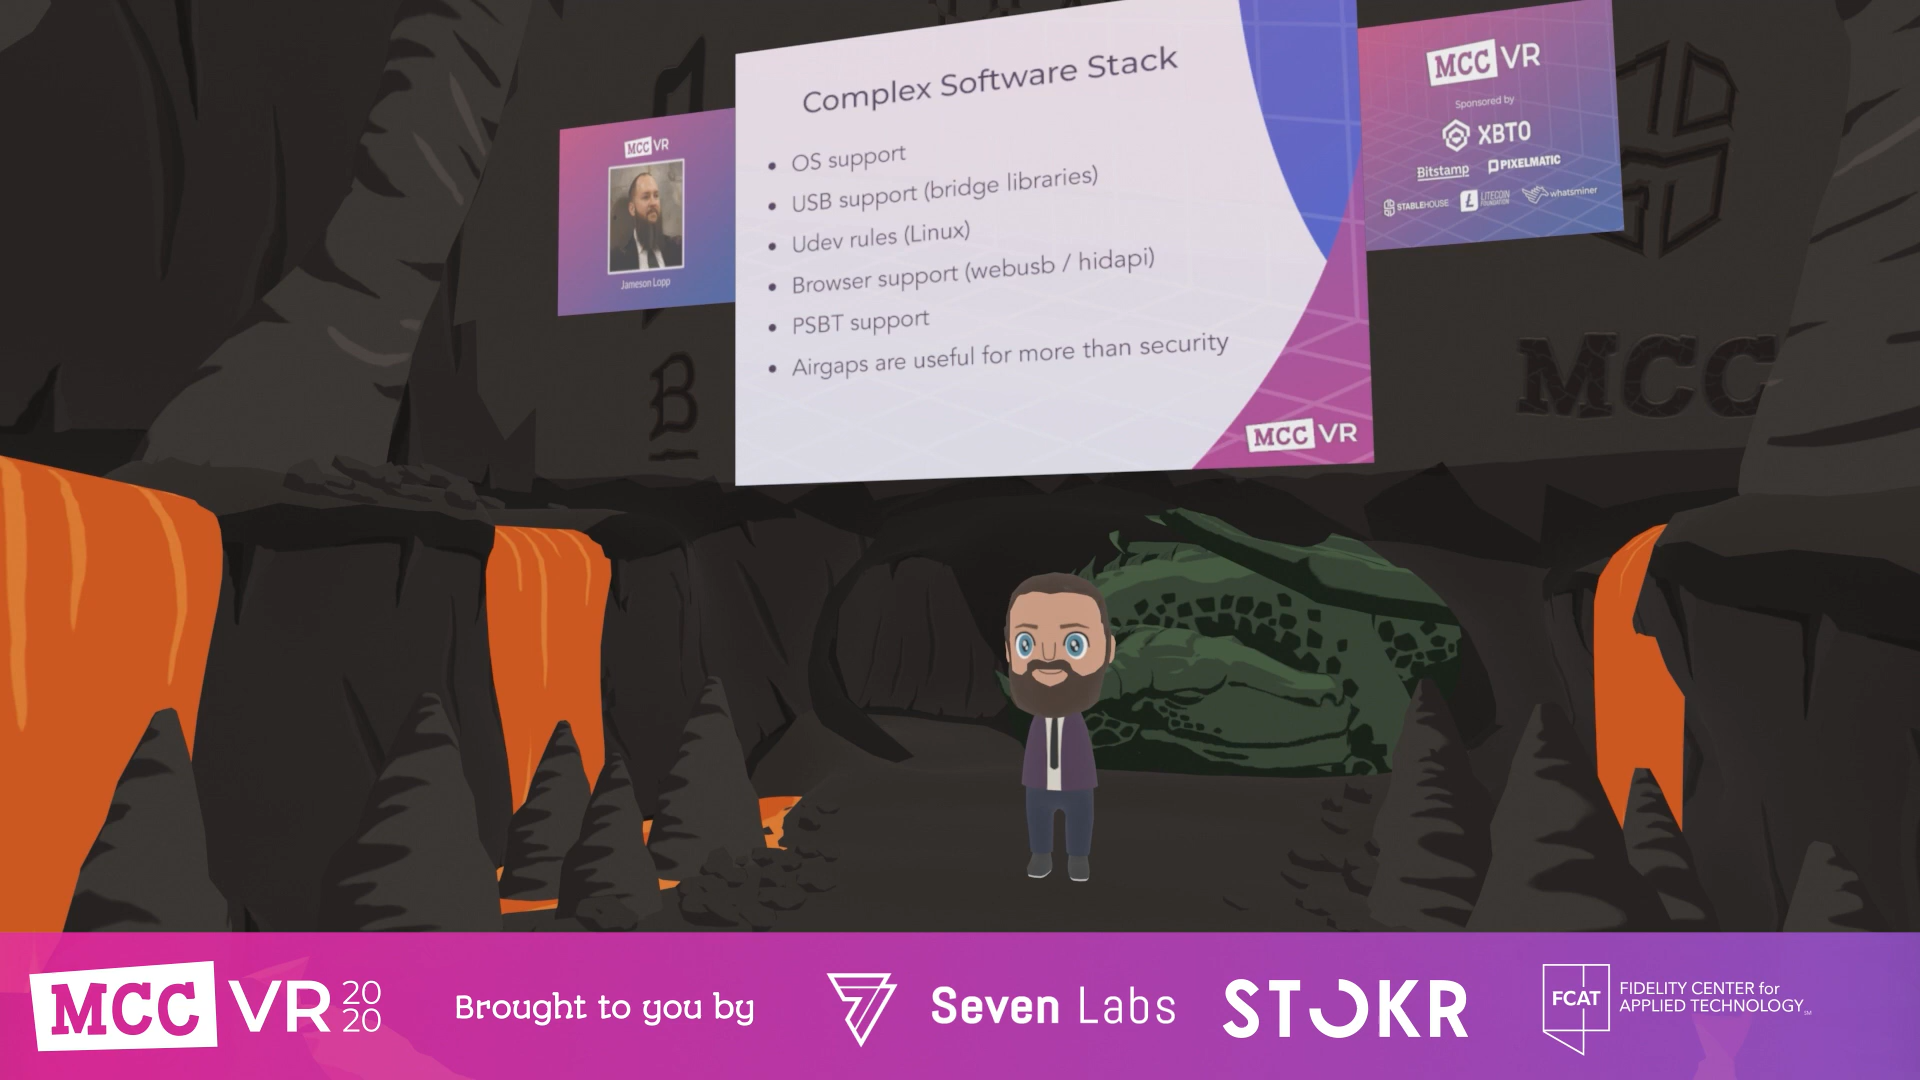 MCC VR
Jameson Lopp
Complex Software Stack
• OS support
• USB support (bridge libraries)
• Udev rules (Linux)
• Browser support (webusb / hidapi)
• PSBT support
• Airgaps are useful for more than security
MCC VR
MCC VR
Sponsored by
XBTO
Bitstamp PIXELMATIC
STABLEHOUSE LITECOIN FOUNDATION whatsminer
B
MCC
MCC VR 2020
Brought to you by
Seven Labs
STOKR
FCAT
FIDELITY CENTER for
APPLIED TECHNOLOGY